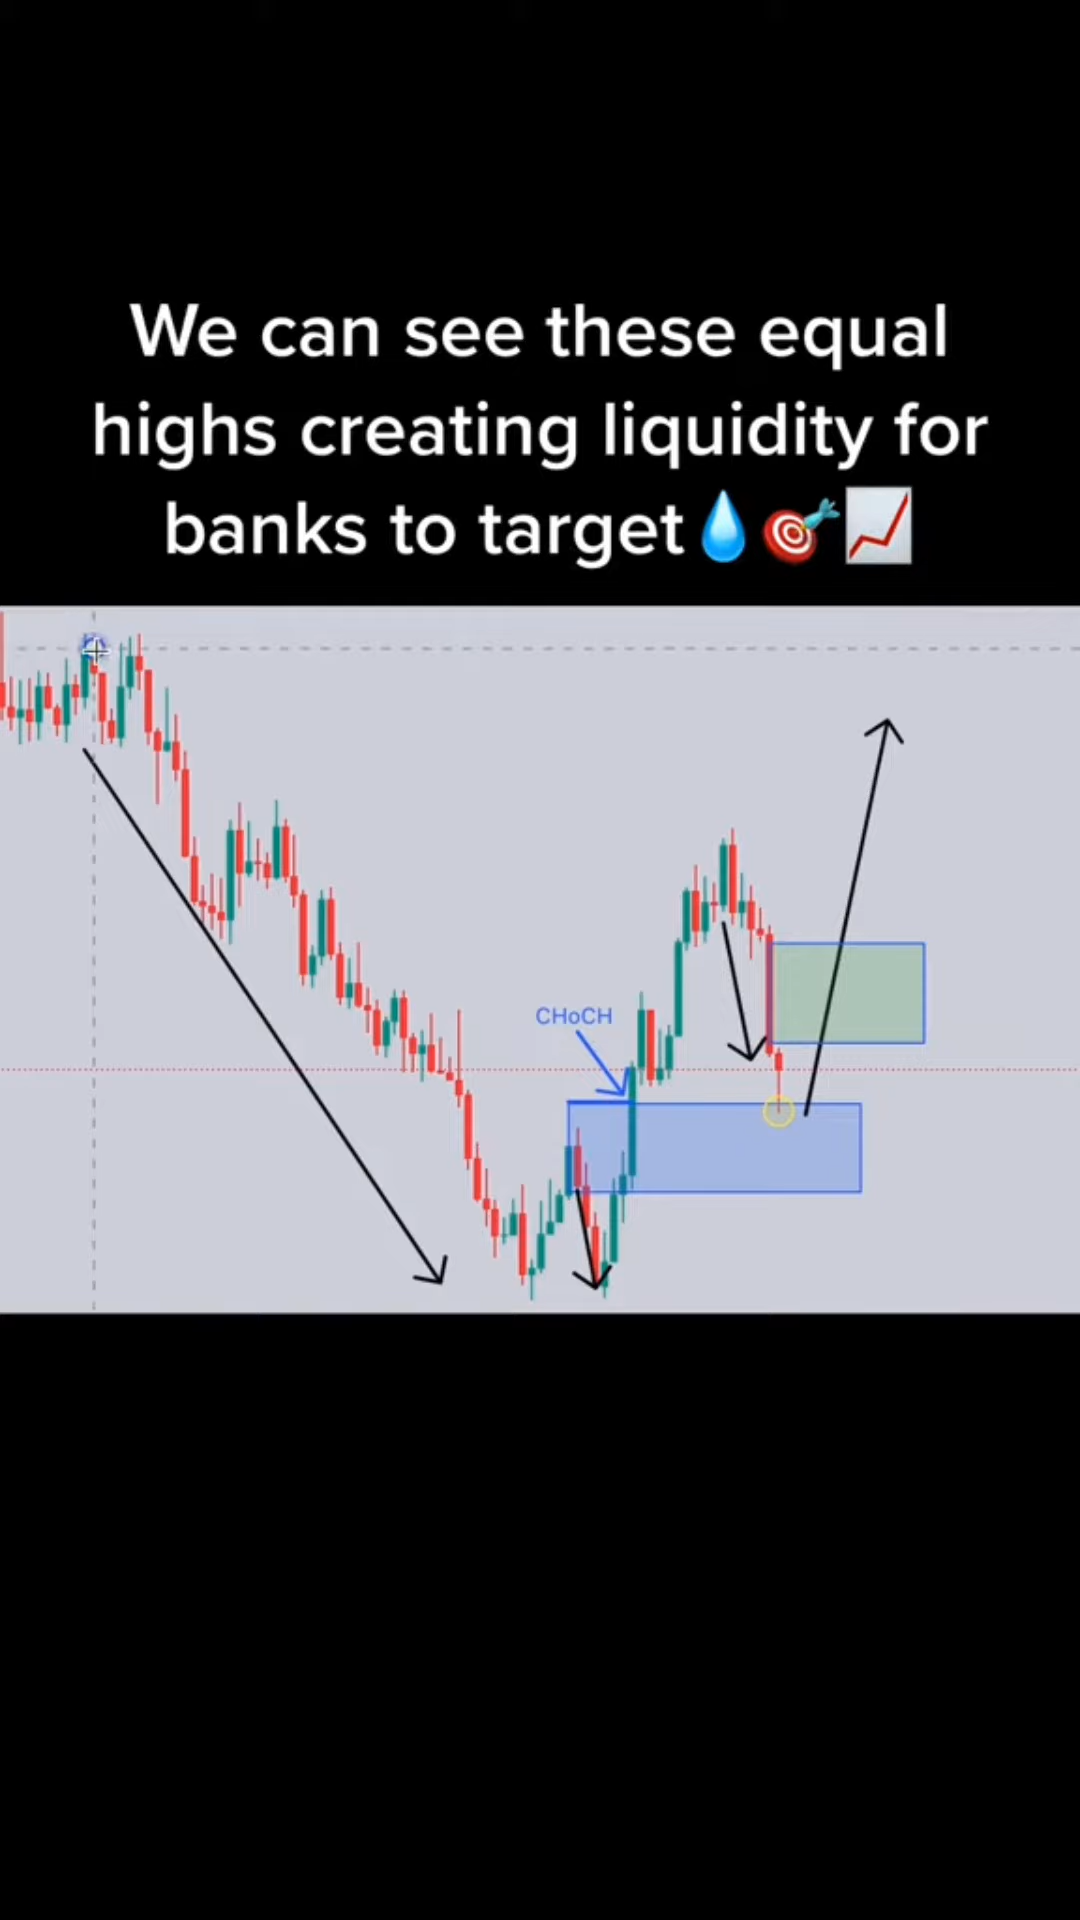 We can see these equal
highs creating liquidity for
banks to target💧🎯📈
CHoCH